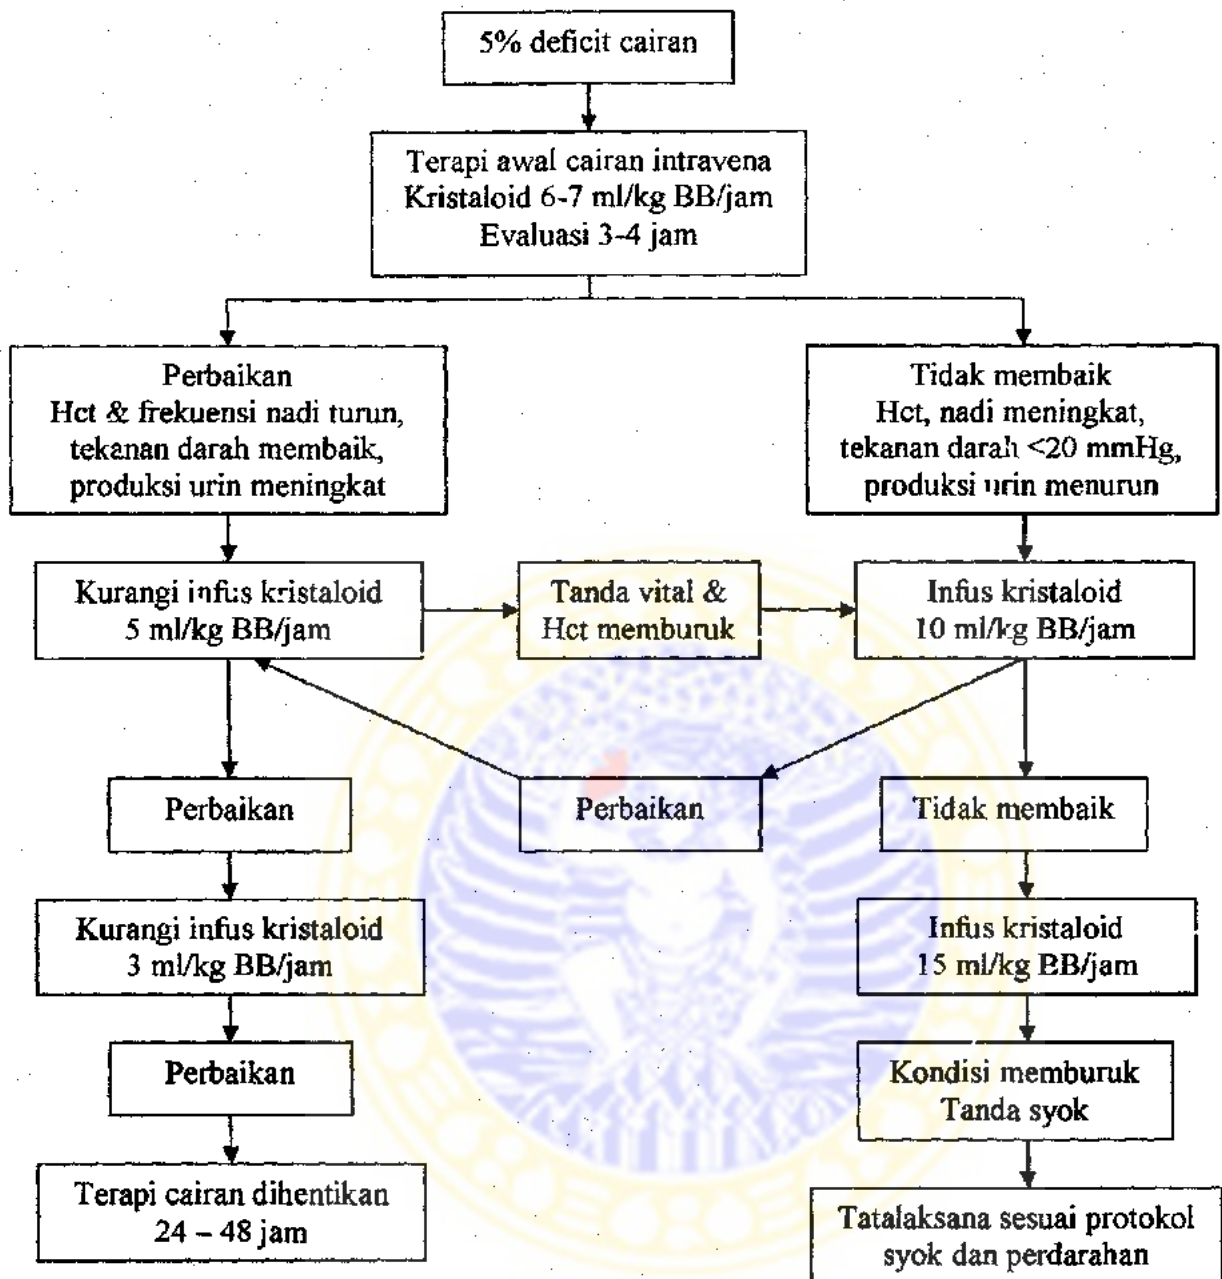 5% deficit cairan
Terapi awal cairan intravena
Kristaloid 6-7 ml/kg BB/jam
Evaluasi 3-4 jam
Perbaikan
Hct & frekuensi nadi turun,
tekanan darah membaik,
produksi urin meningkat
Tidak membaik
Hct, nadi meningkat,
tekanan darah <20 mmHg,
produksi urin menurun
Kurangi infus kristaloid
5 ml/kg BB/jam
Tanda vital &
Hct memburuk
Infus kristaloid
10 ml/kg BB/jam
Perbaikan
Perbaikan
Tidak membaik
Kurangi infus kristaloid
3 ml/kg BB/jam
Infus kristaloid
15 ml/kg BB/jam
Perbaikan
Kondisi memburuk
Tanda syok
Terapi cairan dihentikan
24 – 48 jam
Tatalaksana sesuai protokol
syok dan perdarahan